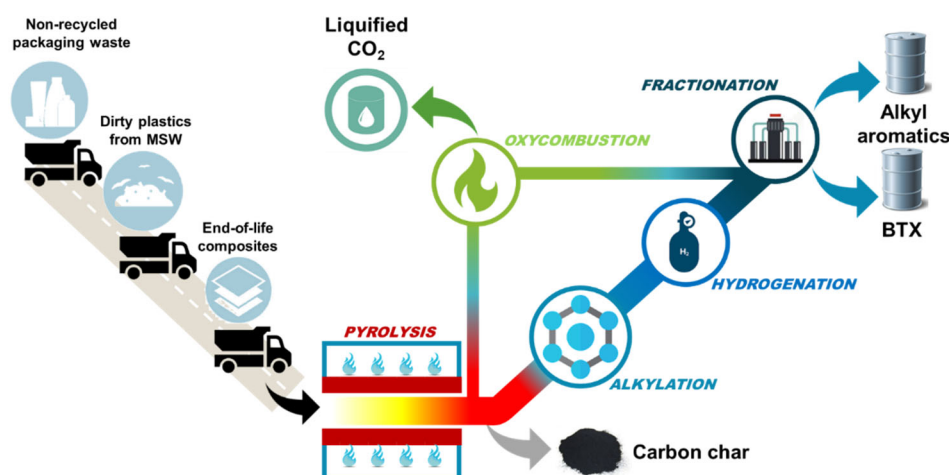 Non-recycled
packaging waste
Dirty plastics
from MSW
End-of-life
composites
Liquified
CO₂
OXYCOMBUSTION
FRACTIONATION
Alkyl
aromatics
BTX
H₂
HYDROGENATION
PYROLYSIS
ALKYLATION
Carbon char